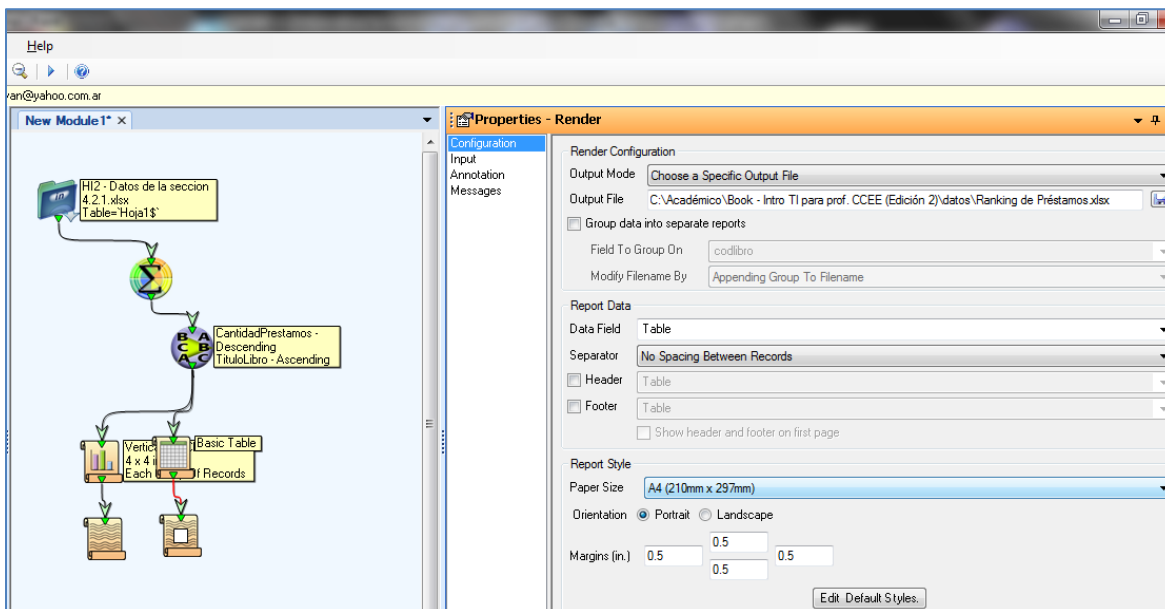 Help
van@yahoo.com.ar
New Module1* ×
HI2 - Datos de la seccion
4.2.1.xlsx
Table=`Hoja1$`
Σ
CantidadPrestamos -
Descending
TituloLibro - Ascending
Basic Table
4 x 4
Each
f Records
Properties - Render
Configuration
Input
Annotation
Messages
Render Configuration
Output Mode Choose a Specific Output File
Output File C:\Académico\Book - Intro TI para prof. CCEE (Edición 2)\datos\Ranking de Préstamos.xlsx
Group data into separate reports
Field To Group On codlibro
Modify Filename By Appending Group To Filename
Report Data
Data Field Table
Separator No Spacing Between Records
Header Table
Footer Table
Show header and footer on first page
Report Style
Paper Size A4 (210mm x 297mm)
Orientation Portrait Landscape
0.5
Margins (in.) 0.5 0.5
0.5
Edit Default Styles.